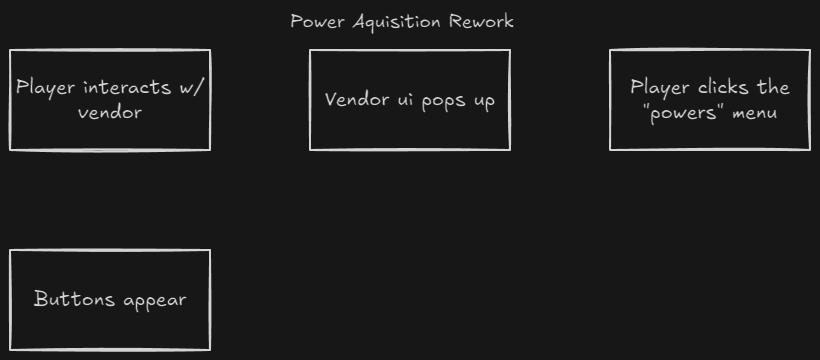 Power Aquisition Rework
Player interacts w/
vendor
Vendor ui pops up
Player clicks the
"powers" menu
Buttons appear